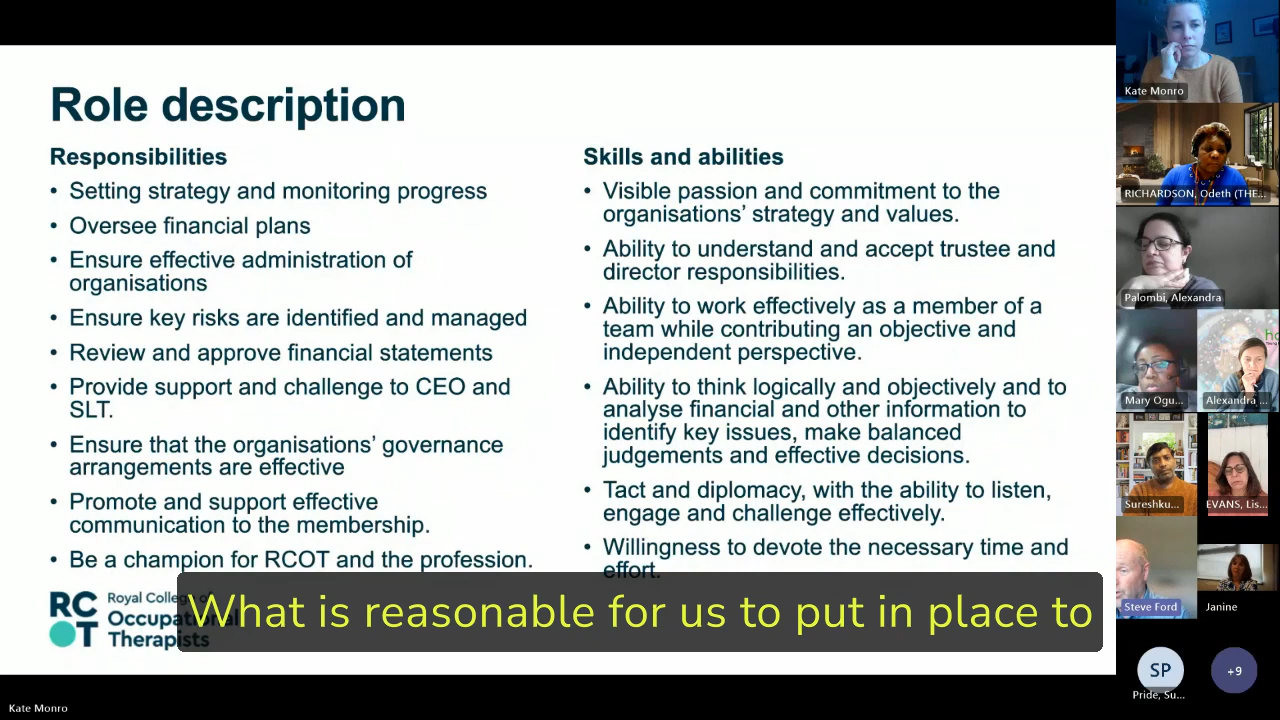 Role description
Responsibilities
• Setting strategy and monitoring progress
• Oversee financial plans
• Ensure effective administration of
organisations
• Ensure key risks are identified and managed
• Review and approve financial statements
• Provide support and challenge to CEO and
SLT.
• Ensure that the organisations' governance
arrangements are effective
• Promote and support effective
communication to the membership.
• Be a champion for RCOT and the profession.
Skills and abilities
• Visible passion and commitment to the
organisations' strategy and values.
• Ability to understand and accept trustee and
director responsibilities.
• Ability to work effectively as a member of a
team while contributing an objective and
independent perspective.
• Ability to think logically and objectively and to
analyse financial and other information to
identify key issues, make balanced
judgements and effective decisions.
• Tact and diplomacy, with the ability to listen,
engage and challenge effectively.
• Willingness to devote the necessary time and
effort.
RC
OT
Royal College of
Occupational
Therapists
What is reasonable for us to put in place to
Kate Monro
Kate Monro
RICHARDSON, Odeth (THE...
Palombi, Alexandra
Mary Ogu...
Alexandra ...
Sureshku...
EVANS, Lis...
Steve Ford
Janine
SP
Pride, Su...
+9